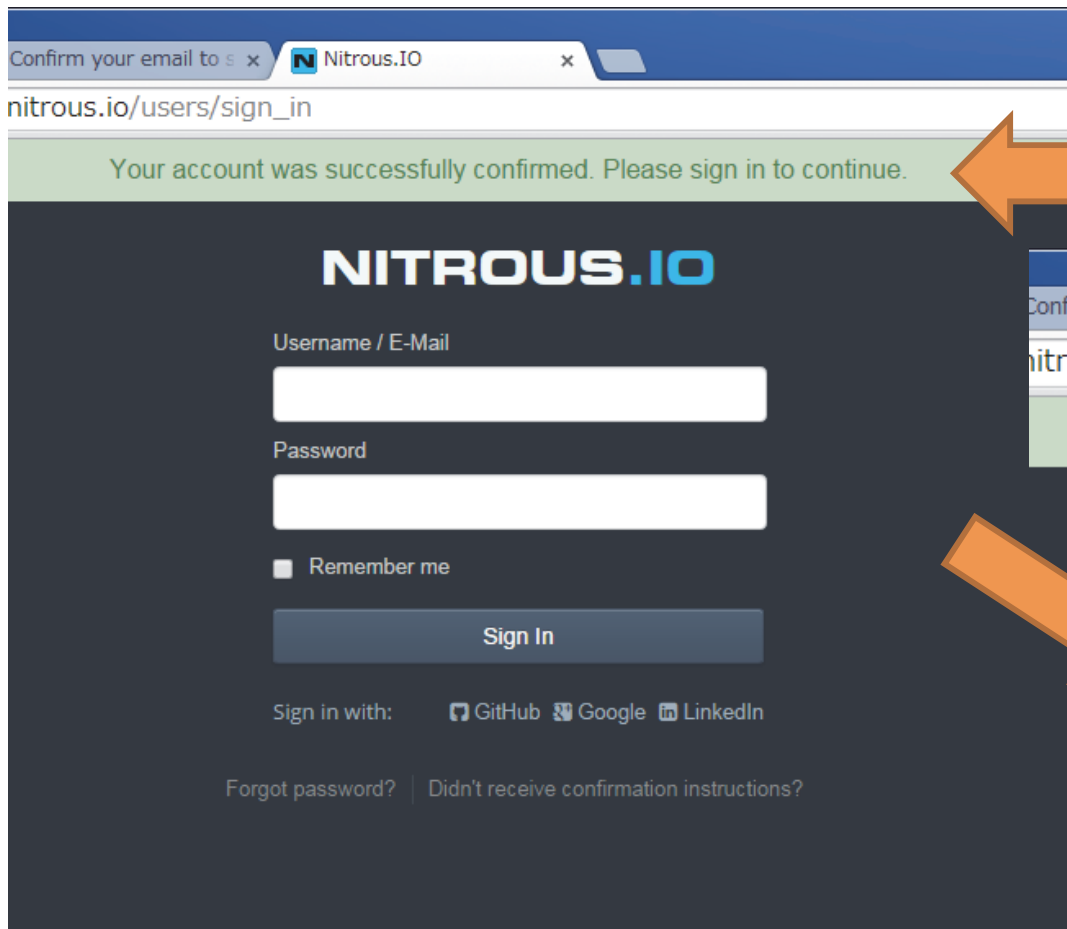 Confirm your email to s
Nitrous.IO
nitrous.io/users/sign_in
Your account was successfully confirmed. Please sign in to continue.
NITROUS.IO
Username / E-Mail
Password
Remember me
Sign In
Sign in with: GitHub Google LinkedIn
Forgot password? Didn't receive confirmation instructions?
Conf
nitr